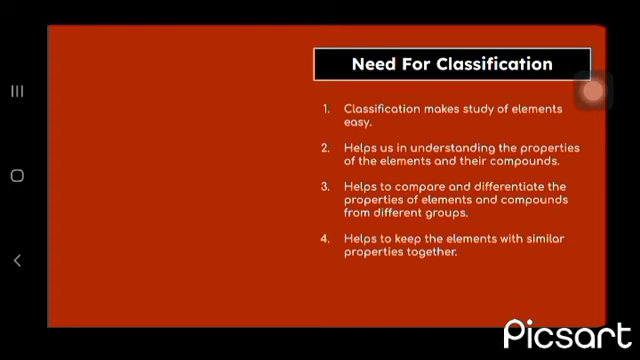 Need For Classification
1. Classification makes study of elements
easy.
2. Helps us in understanding the properties
of the elements and their compounds.
3. Helps to compare and differentiate the
properties of elements and compounds
from different groups.
4. Helps to keep the elements with similar
properties together.
Picsart